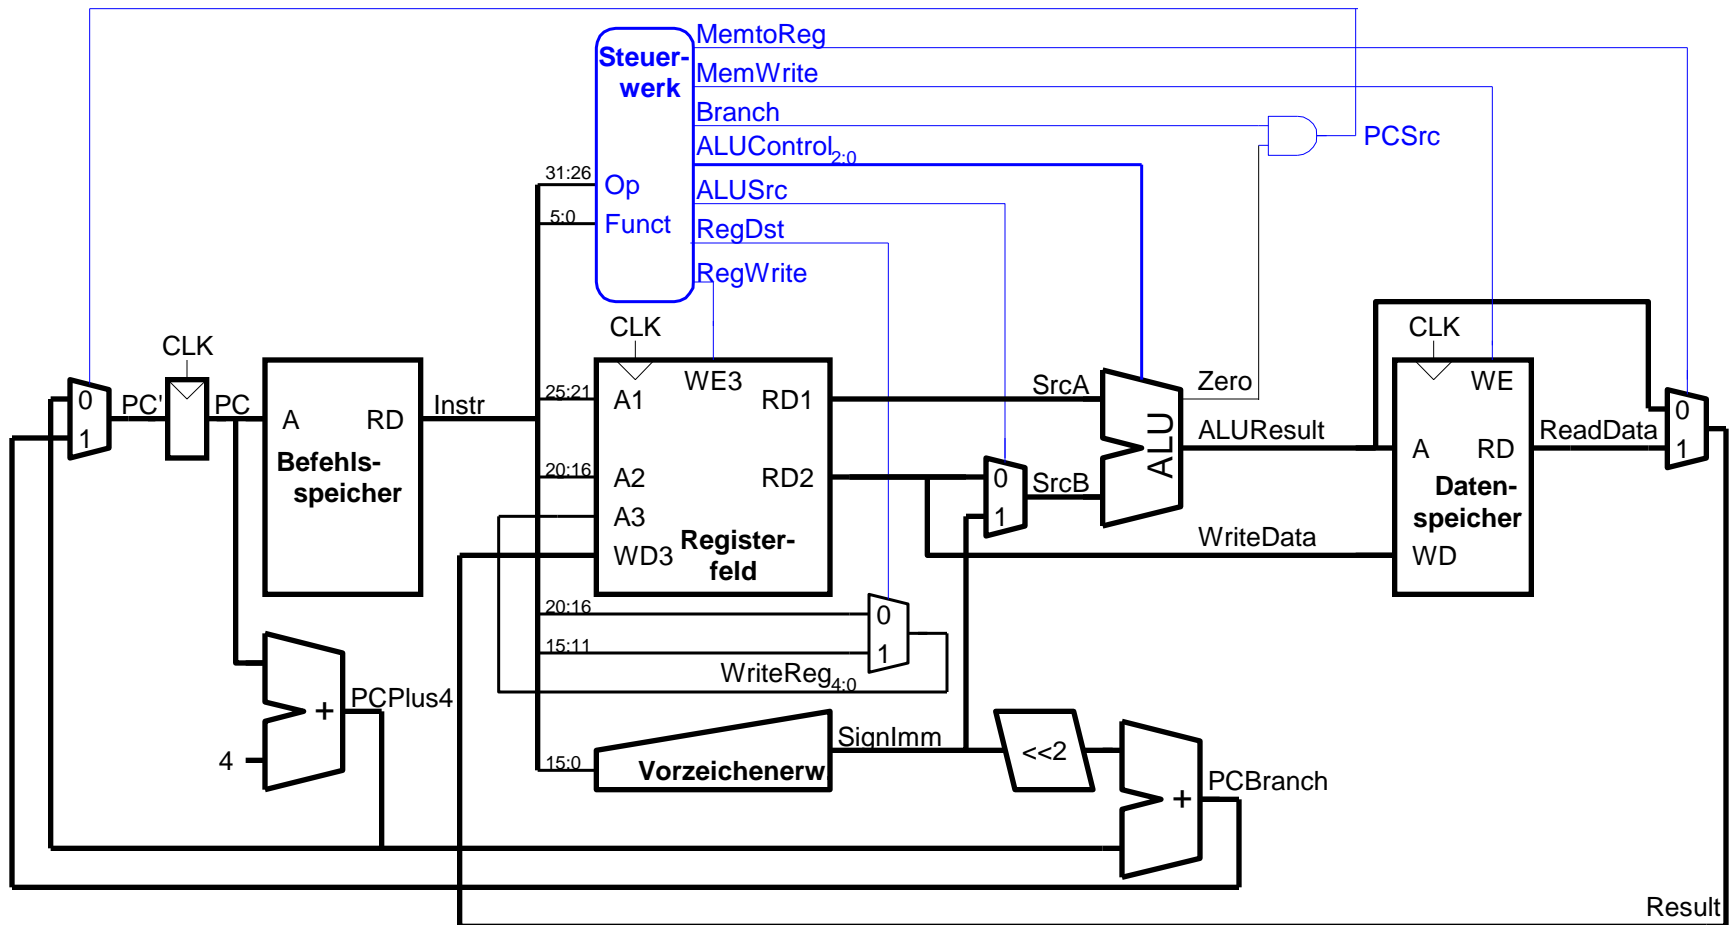 MemtoReg
Steuer-
werk
MemWrite
Branch
PCSrc
ALUControl2:0
31:26
Op
ALUSrc
5:0
Funct
RegDst
RegWrite
CLK
CLK
CLK
0
1
PC'
PC
A
RD
Befehls-
speicher
Instr
25:21
20:16
A1
A2
A3
WD3
WE3
RD1
RD2
Register-
feld
SrcA
0
1
SrcB
ALU
Zero
ALUResult
WriteData
WE
A
RD
Daten-
speicher
WD
ReadData
0
1
20:16
0
15:11
1
WriteReg4:0
PCPlus4
+
4
15:0
Vorzeichenerw.
SignImm
<<2
+
PCBranch
Result